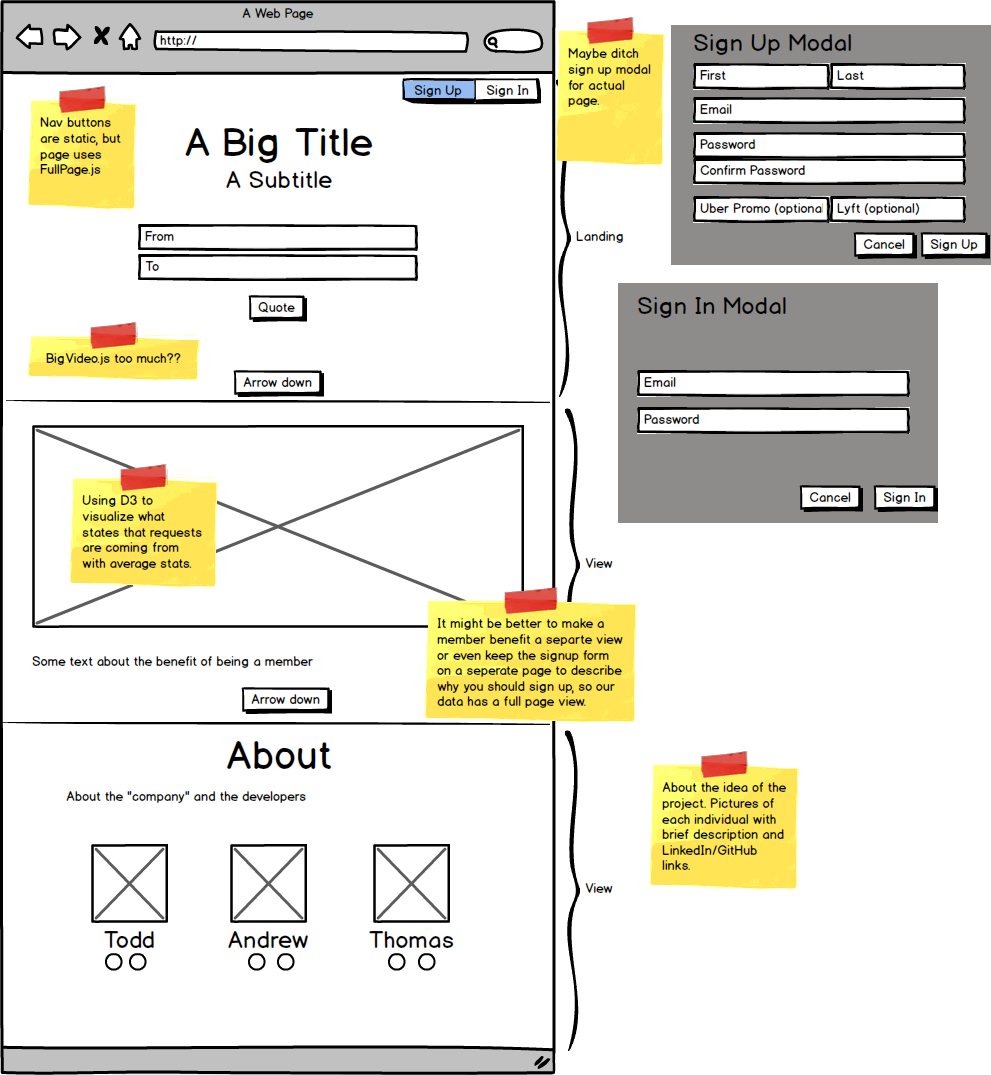 A Web Page
http://
Sign Up
Sign In
Nav buttons
are static, but
page uses
FullPage.js
A Big Title
A Subtitle
From
To
Quote
BigVideo.js too much??
Arrow down
Landing
Maybe ditch
sign up modal
for actual
page.
Sign Up Modal
First
Last
Email
Password
Confirm Password
Uber Promo (optional
Lyft (optional)
Cancel
Sign Up
Sign In Modal
Email
Password
Cancel
Sign In
Using D3 to
visualize what
states that requests
are coming from
with average stats.
View
It might be better to make a
member benefit a separte view
or even keep the signup form
on a seperate page to describe
why you should sign up, so our
data has a full page view.
Some text about the benefit of being a member
Arrow down
About
About the "company" and the developers
Todd
Andrew
Thomas
View
About the idea of the
project. Pictures of
each individual with
brief description and
LinkedIn/GitHub
links.